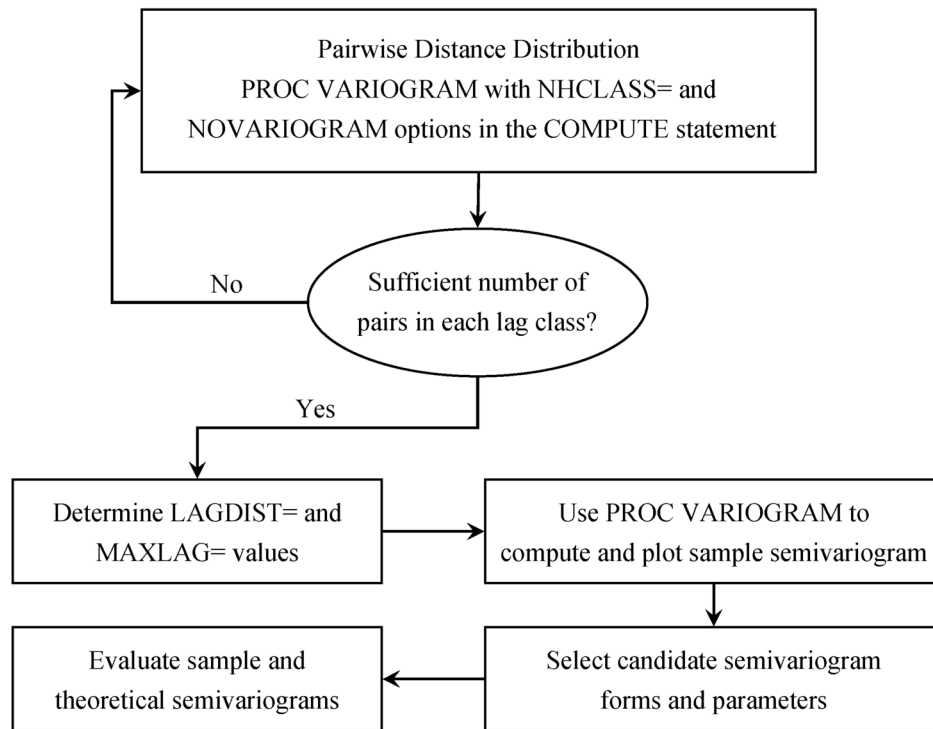 Pairwise Distance Distribution
PROC VARIOGRAM with NHCLASS= and
NOVARIOGRAM options in the COMPUTE statement
No
Sufficient number of
pairs in each lag class?
Yes
Determine LAGDIST= and
MAXLAG= values
Use PROC VARIOGRAM to
compute and plot sample semivariogram
Select candidate semivariogram
forms and parameters
Evaluate sample and
theoretical semivariograms